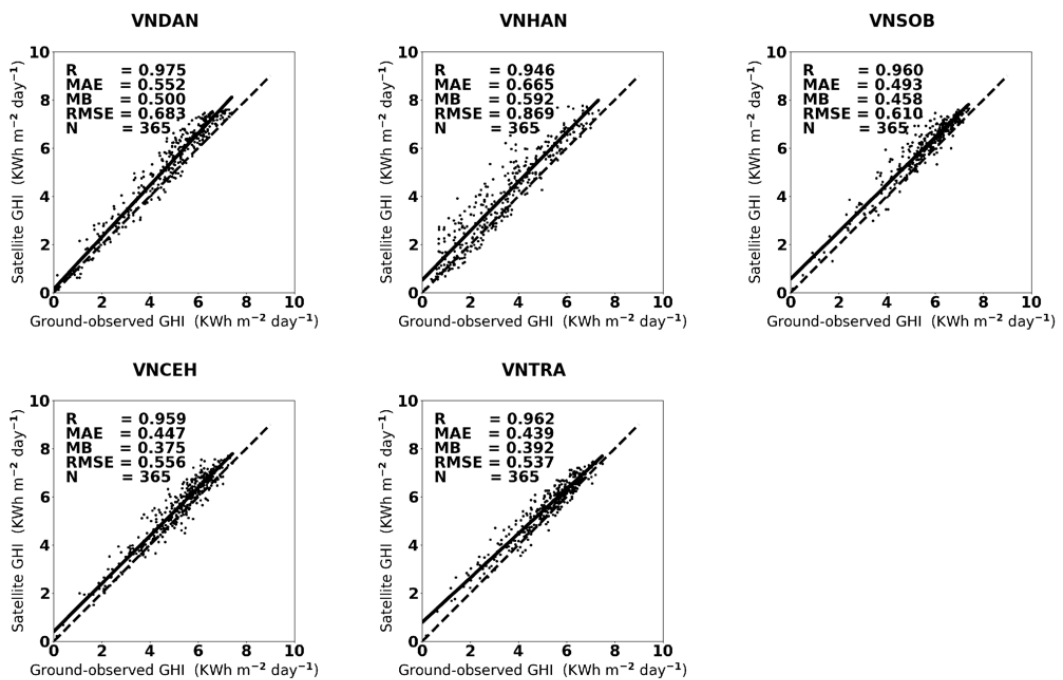 VNDAN
10
8
6
4
2
0
Satellite GHI (KWh m−2 day−1)
R = 0.975
MAE = 0.552
MB = 0.500
RMSE = 0.683
N = 365
0 2 4 6 8 10
Ground-observed GHI (KWh m−2 day−1)
VNHAN
10
8
6
4
2
0
Satellite GHI (KWh m−2 day−1)
R = 0.946
MAE = 0.665
MB = 0.592
RMSE = 0.869
N = 365
0 2 4 6 8 10
Ground-observed GHI (KWh m−2 day−1)
VNSOB
10
8
6
4
2
0
Satellite GHI (KWh m−2 day−1)
R = 0.960
MAE = 0.493
MB = 0.458
RMSE = 0.610
N = 365
0 2 4 6 8 10
Ground-observed GHI (KWh m−2 day−1)
VNCEH
10
8
6
4
2
0
Satellite GHI (KWh m−2 day−1)
R = 0.959
MAE = 0.447
MB = 0.375
RMSE = 0.556
N = 365
0 2 4 6 8 10
Ground-observed GHI (KWh m−2 day−1)
VNTRA
10
8
6
4
2
0
Satellite GHI (KWh m−2 day−1)
R = 0.962
MAE = 0.439
MB = 0.392
RMSE = 0.537
N = 365
0 2 4 6 8 10
Ground-observed GHI (KWh m−2 day−1)